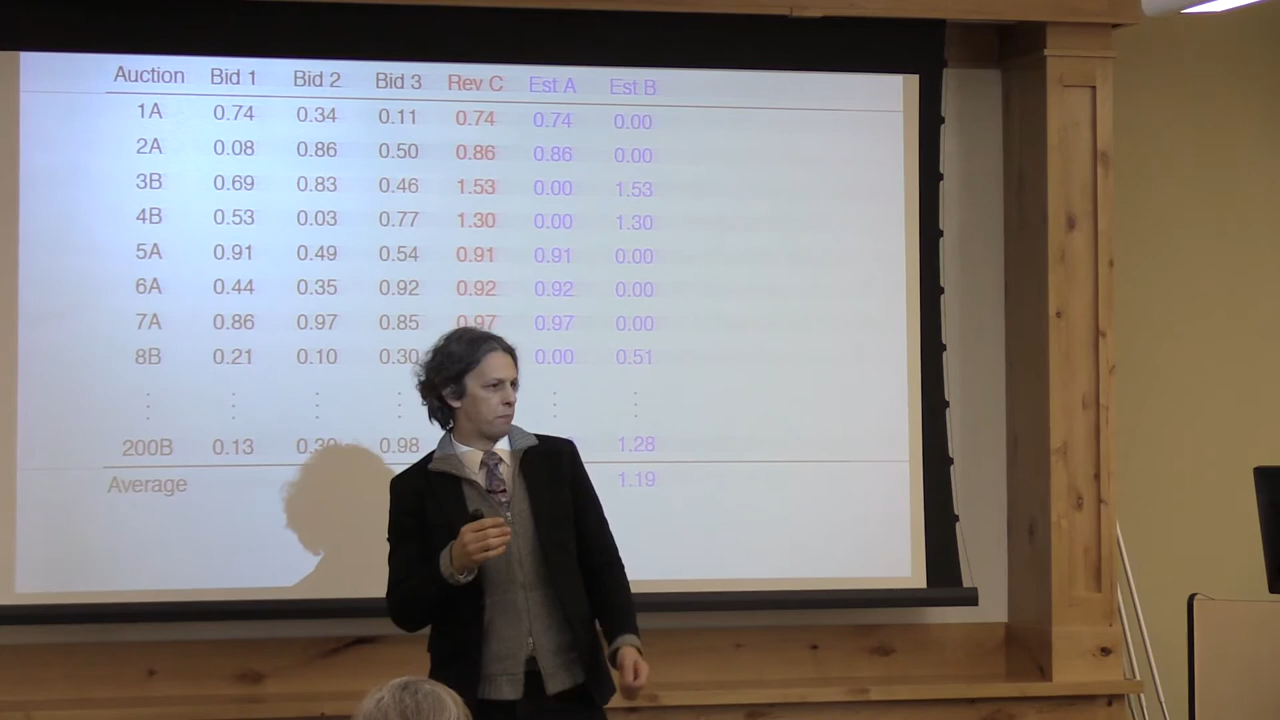 Auction Bid 1 Bid 2 Bid 3 Rev C Est A Est B
1A 0.74 0.34 0.11 0.74 0.74 0.00
2A 0.08 0.86 0.50 0.86 0.86 0.00
3B 0.69 0.83 0.46 1.53 0.00 1.53
4B 0.53 0.03 0.77 1.30 0.00 1.30
5A 0.91 0.49 0.54 0.91 0.91 0.00
6A 0.44 0.35 0.92 0.92 0.92 0.00
7A 0.86 0.97 0.85 0.97 0.97 0.00
8B 0.21 0.10 0.30 0.00 0.51
200B 0.13 0.30 0.98 1.28
Average 1.19